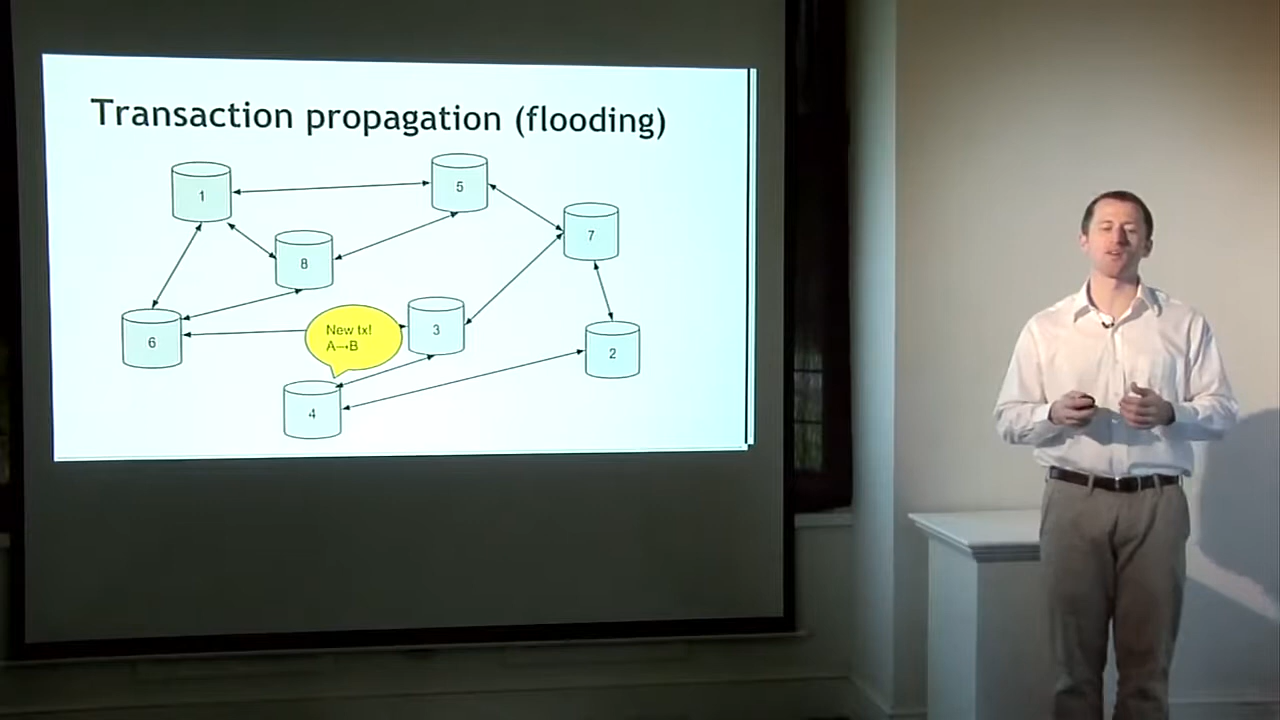 Transaction propagation (flooding)
1
5
7
8
New tx!
A→B
3
6
2
4